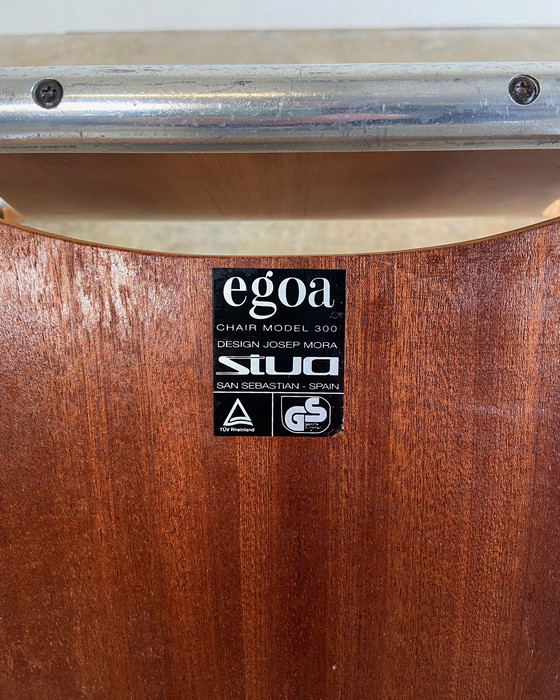 egoa
CHAIR MODEL 300
DESIGN JOSEP MORA
STUA
SAN SEBASTIAN - SPAIN
TÜV Rheinland
GS